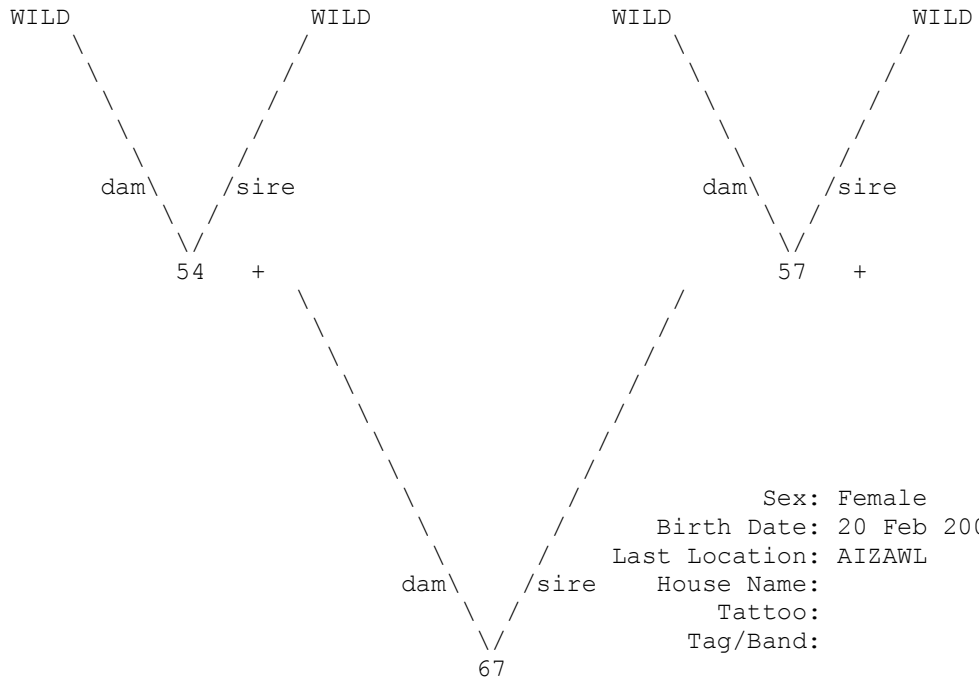 WILD WILD WILD WILD
dam sire dam sire
54 + 57 +
Sex: Female
Birth Date: 20 Feb
Last Location: AIZAWL
dam sire House Name:
Tattoo:
Tag/Band:
67